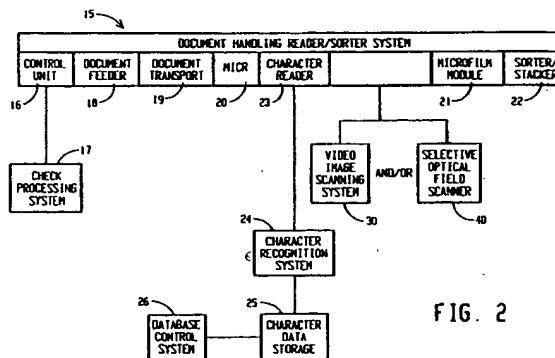 15
DOCUMENT HANDLING READER/SORTER SYSTEM
CONTROL UNIT
DOCUMENT FEEDER
DOCUMENT TRANSPORT
MICR
CHARACTER READER
MICROFILM MODULE
SORTER/ STACKER
16
18
19
20
23
21
22
17
CHECK PROCESSING SYSTEM
VIDEO IMAGE SCANNING SYSTEM
AND/OR
SELECTIVE OPTICAL FIELD SCANNER
30
40
24
CHARACTER RECOGNITION SYSTEM
26
25
DATABASE CONTROL SYSTEM
CHARACTER DATA STORAGE
FIG. 2